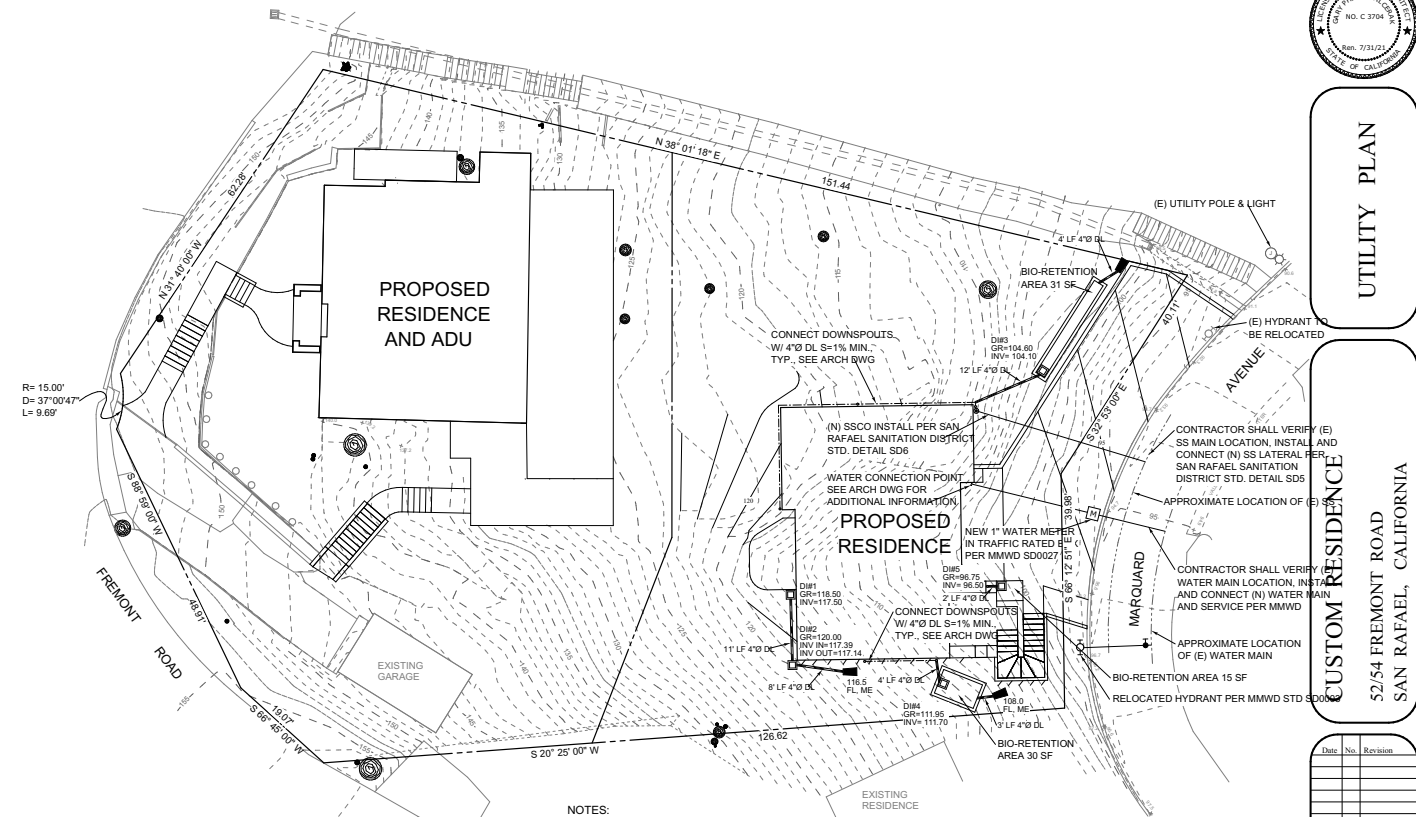 NO. C 3704
Ren. 7/31/21
STATE OF CALIFORNIA
UTILITY PLAN
CUSTOM RESIDENCE
52/54 FREMONT ROAD
SAN RAFAEL, CALIFORNIA
Date No. Revision
N 38° 01' 18" E
151.44
62.28'
N 31° 40' 00" W
PROPOSED
RESIDENCE
AND ADU
R= 15.00'
D= 37°00'47"
L= 9.69'
S 88° 59' 00" W
48.91'
FREMONT
ROAD
19.07'
S 66° 45' 00" W
EXISTING
GARAGE
S 20° 25' 00" W
126.62
NOTES:
EXISTING
RESIDENCE
(E) UTILITY POLE & LIGHT
4' LF 4"Ø DL
BIO-RETENTION
AREA 31 SF
(E) HYDRANT TO
BE RELOCATED
CONNECT DOWNSPOUTS
W/ 4"Ø DL S=1% MIN.,
TYP., SEE ARCH DWG
DI#3
GR=104.60
INV= 104.10
12' LF 4"Ø DL
40.11'
S 32° 53' 00" E
AVENUE
(N) SSCO INSTALL PER SAN
RAFAEL SANITATION DISTRICT
STD. DETAIL SD6
WATER CONNECTION POINT
SEE ARCH DWG FOR
ADDITIONAL INFORMATION
PROPOSED
RESIDENCE
CONTRACTOR SHALL VERIFY (E)
SS MAIN LOCATION, INSTALL AND
CONNECT (N) SS LATERAL PER
SAN RAFAEL SANITATION
DISTRICT STD. DETAIL SD5
APPROXIMATE LOCATION OF (E) SS
NEW 1" WATER METER
IN TRAFFIC RATED
PER MMWD SD0027
M
39.98'
S 66° 12' 51" E
MARQUARD
CONTRACTOR SHALL VERIFY (E)
WATER MAIN LOCATION, INSTALL
AND CONNECT (N) WATER MAIN
AND SERVICE PER MMWD
APPROXIMATE LOCATION
OF (E) WATER MAIN
BIO-RETENTION AREA 15 SF
RELOCATED HYDRANT PER MMWD STD
DI#5
GR=96.75
INV= 96.50
2' LF 4"Ø DL
DI#1
GR=118.50
INV=117.50
DI#2
GR=120.00
INV IN=117.39
INV OUT=117.14
11' LF 4"Ø DL
CONNECT DOWNSPOUTS
W/ 4"Ø DL S=1% MIN.,
TYP., SEE ARCH DWG
8' LF 4"Ø DL
116.5
FL, ME
4' LF 4"Ø DL
DI#4
GR=111.95
INV= 111.70
108.0
FL, ME
3' LF 4"Ø DL
BIO-RETENTION
AREA 30 SF